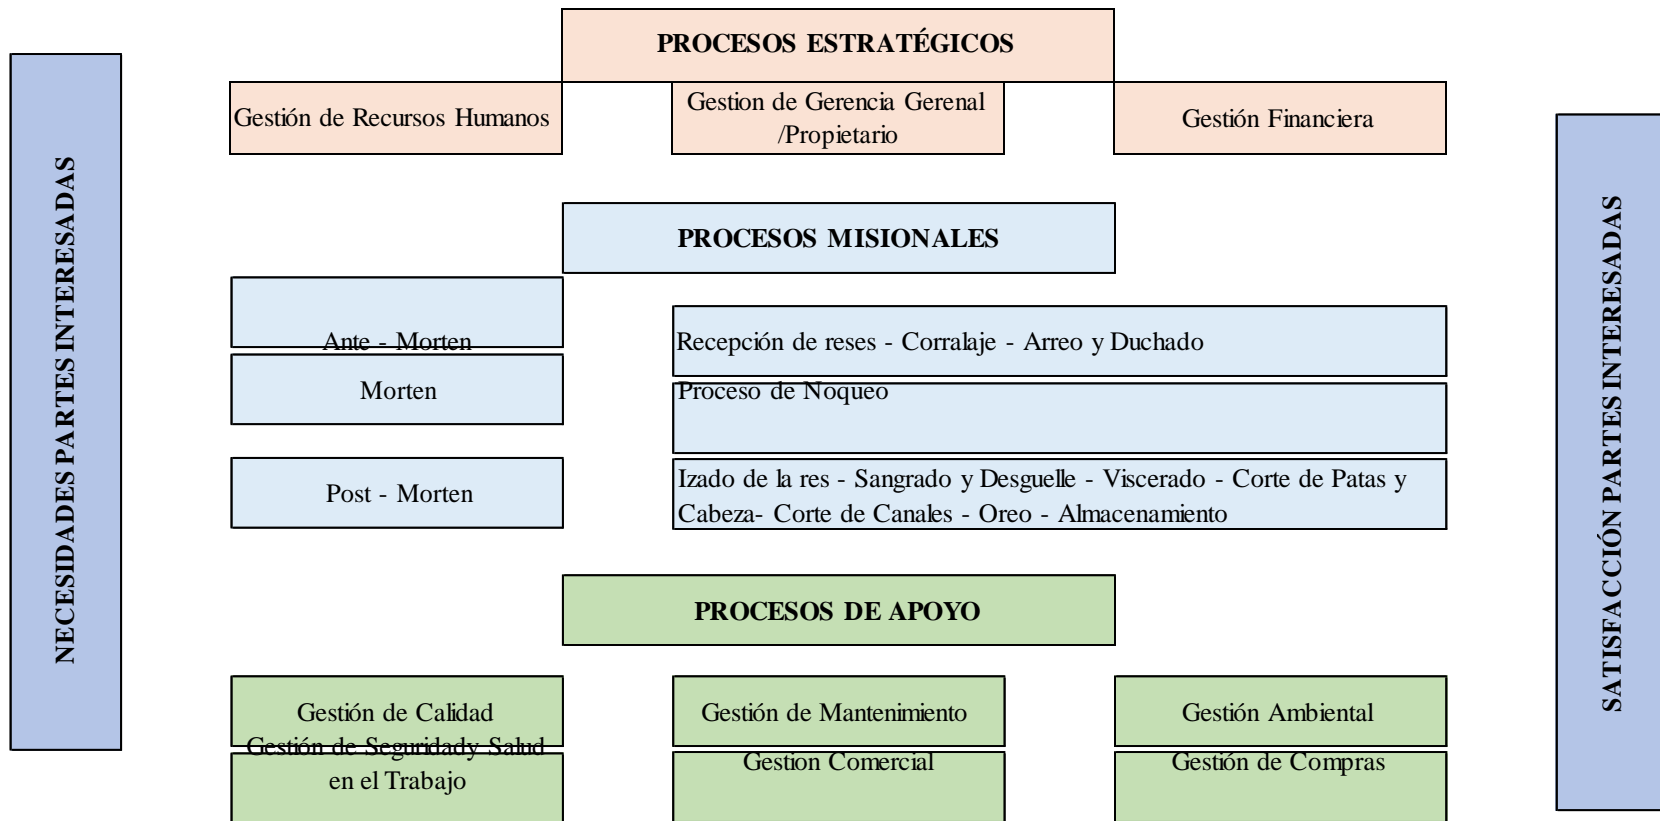 PROCESOS ESTRATÉGICOS
Gestión de Recursos Humanos
Gestion de Gerencia Gerenal
/Propietario
Gestión Financiera
NECESIDADES PARTES INTERESADAS
SATISFACCIÓN PARTES INTERESADAS
PROCESOS MISIONALES
Ante - Morten
Recepción de reses - Corralaje - Arreo y Duchado
Morten
Proceso de Noqueo
Post - Morten
Izado de la res - Sangrado y Desguelle - Viscerado - Corte de Patas y
Cabeza- Corte de Canales - Oreo - Almacenamiento
PROCESOS DE APOYO
Gestión de Calidad
Gestión de Mantenimiento
Gestión Ambiental
Gestión de Seguridady Salud
en el Trabajo
Gestion Comercial
Gestión de Compras